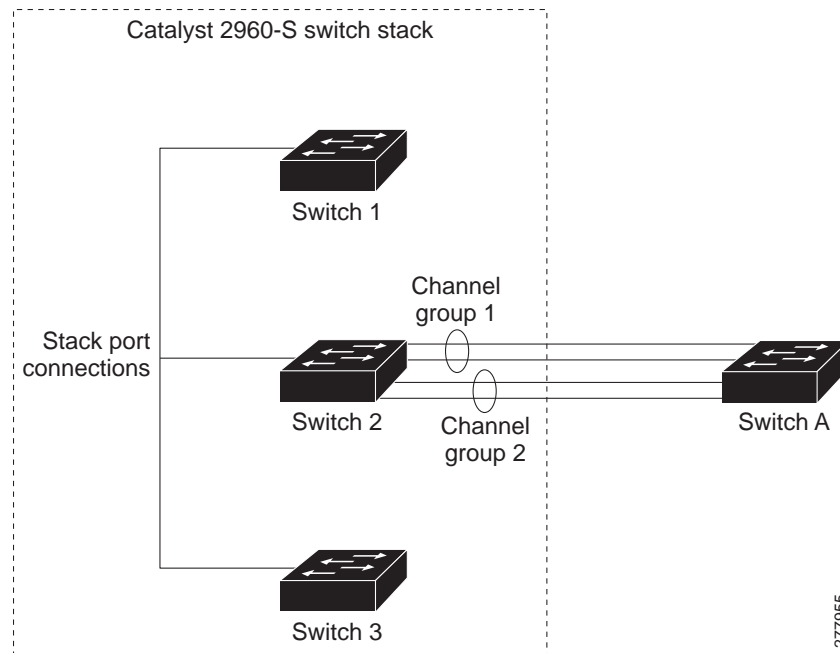 Catalyst 2960-S switch stack
Switch 1
Channel
group 1
Stack port
connections
Switch 2
Channel
group 2
Switch A
Switch 3
277955